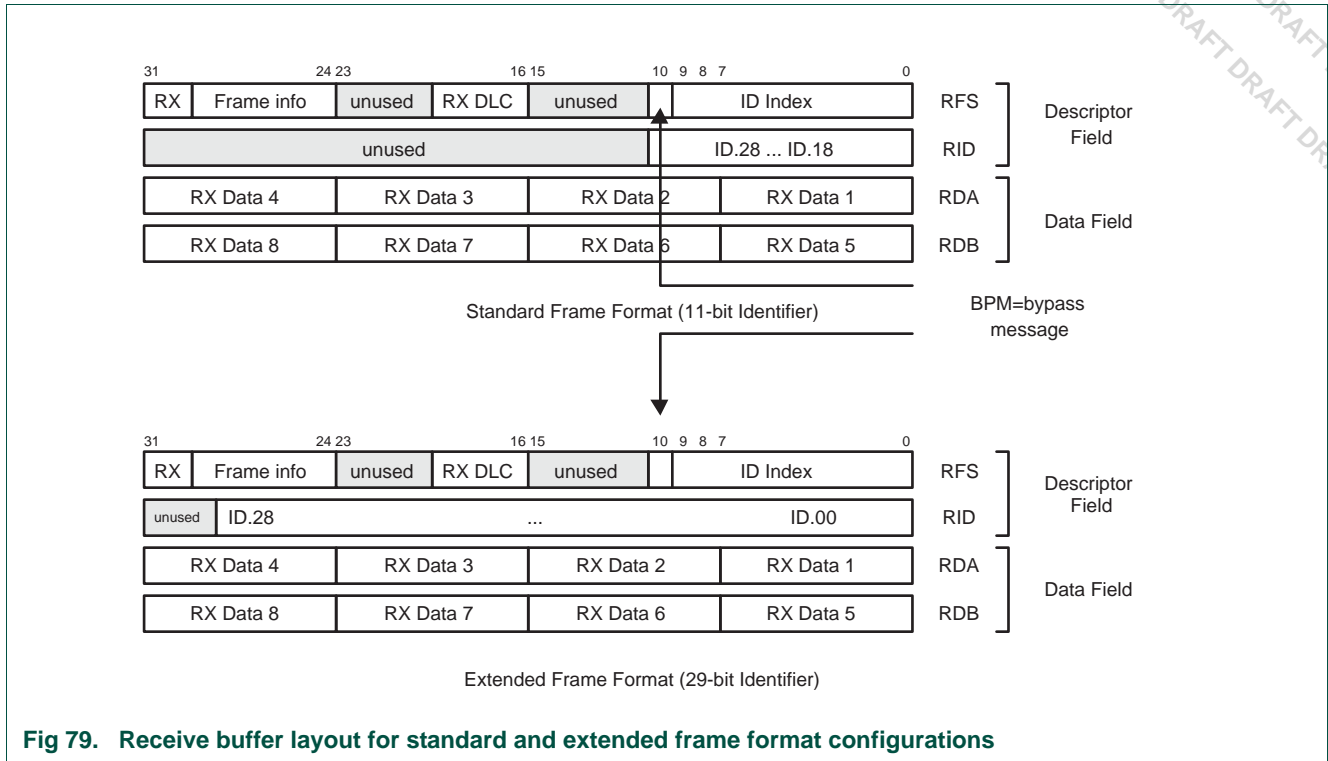 DRAFT DRAFT DR
DRAFT DRAFT
31 24 23 16 15 10 9 8 7 0
RX Frame info unused RX DLC unused ID Index RFS
Descriptor
Field
unused ID.28 ... ID.18 RID
RX Data 4 RX Data 3 RX Data 2 RX Data 1 RDA
Data Field
RX Data 8 RX Data 7 RX Data 6 RX Data 5 RDB
Standard Frame Format (11-bit Identifier)
BPM=bypass
message
31 24 23 16 15 10 9 8 7 0
RX Frame info unused RX DLC unused ID Index RFS
Descriptor
Field
unused ID.28 ... ID.00 RID
RX Data 4 RX Data 3 RX Data 2 RX Data 1 RDA
Data Field
RX Data 8 RX Data 7 RX Data 6 RX Data 5 RDB
Extended Frame Format (29-bit Identifier)
Fig 79. Receive buffer layout for standard and extended frame format configurations